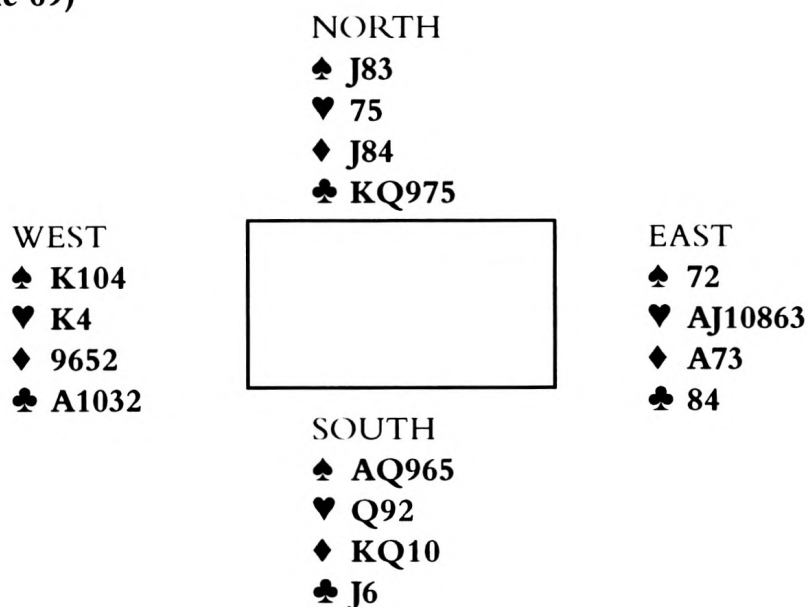 NORTH
♠ J83
♥ 75
♦ J84
♣ KQ975
WEST
♠ K104
♥ K4
♦ 9652
♣ A1032
EAST
♠ 72
♥ AJ10863
♦ A73
♣ 84
SOUTH
♠ AQ965
♥ Q92
♦ KQ10
♣ J6